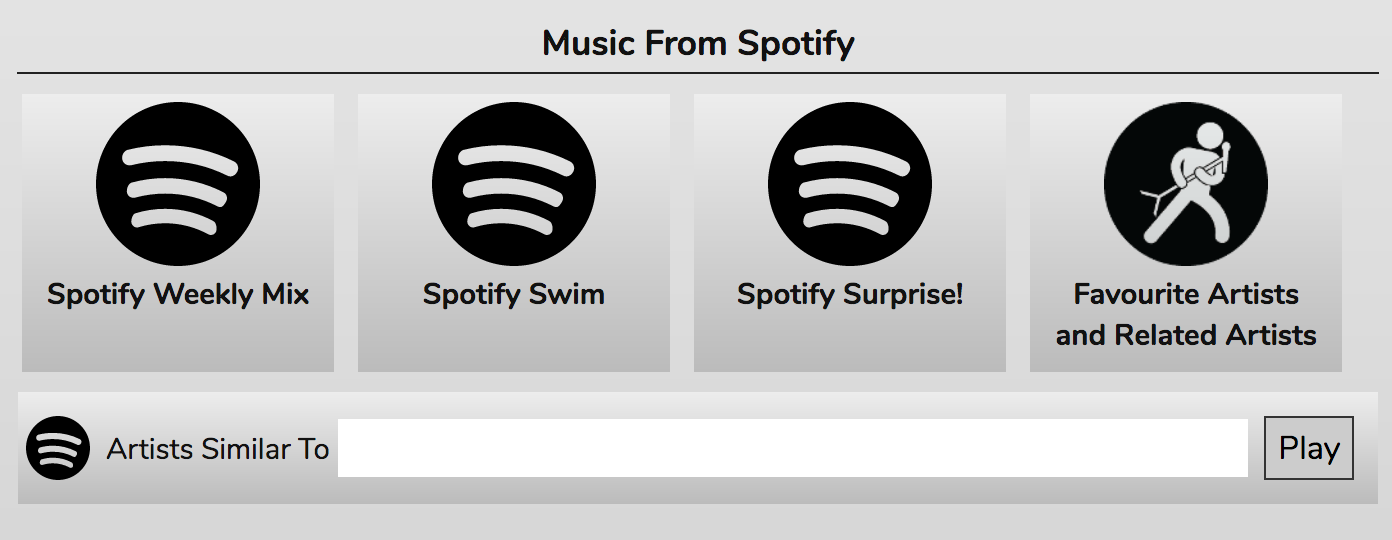 Music From Spotify
Spotify Weekly Mix
Spotify Swim
Spotify Surprise!
Favourite Artists
and Related Artists
Artists Similar To
Play